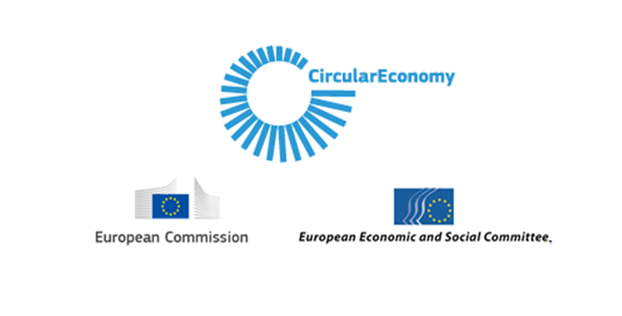 CircularEconomy
European Commission
European Economic and Social Committee,